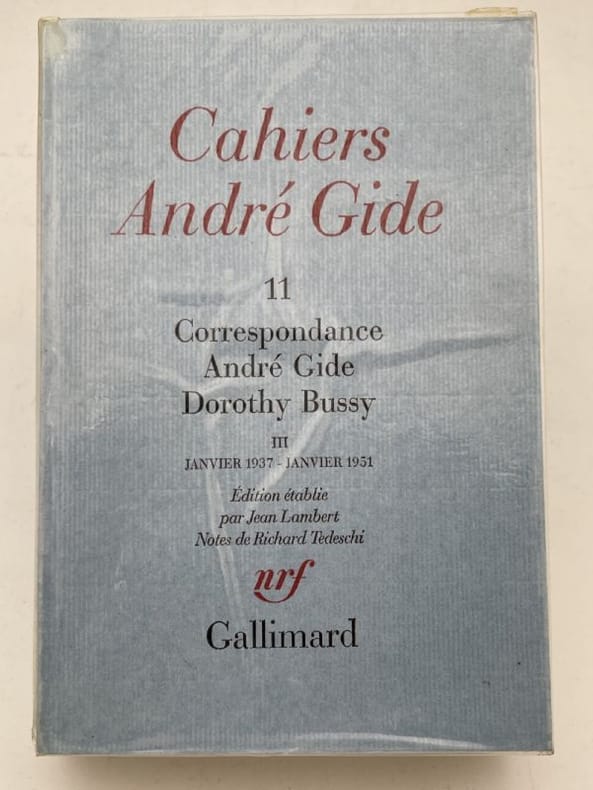 Cahiers
André Gide
11
Correspondance
André Gide
Dorothy Bussy
III
JANVIER 1937 - JANVIER 1951
Édition établie
par Jean Lambert
Notes de Richard Tedeschi
nrf
Gallimard